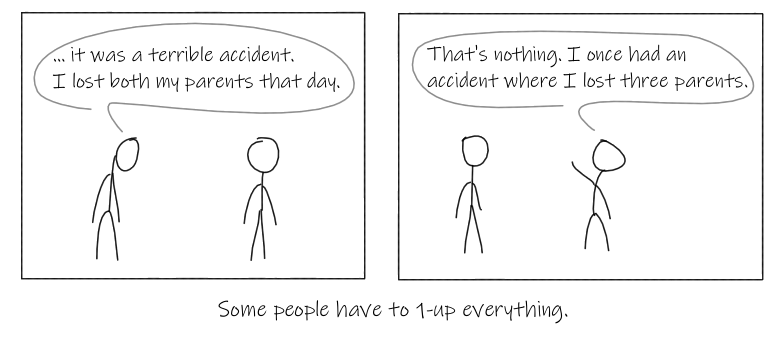 ... it was a terrible accident.
I lost both my parents that day.
That's nothing. I once had an
accident where I lost three parents.
Some people have to 1-up everything.